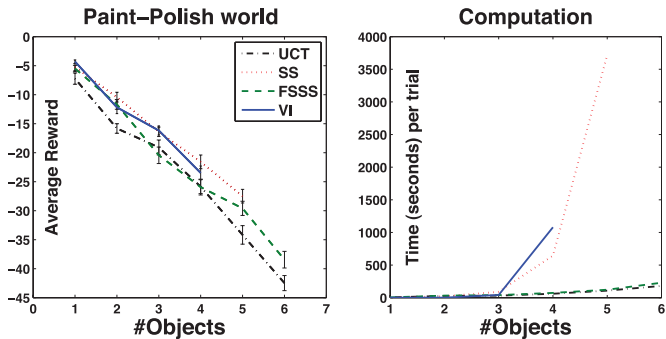 Paint–Polish world
0
−5
−10
−15
−20
−25
−30
−35
−40
−45
Average Reward
UCT
SS
FSSS
VI
0 1 2 3 4 5 6 7
#Objects
Computation
4000
3500
3000
2500
2000
1500
1000
500
0
Time (seconds) per trial
1 2 3 4 5 6
#Objects